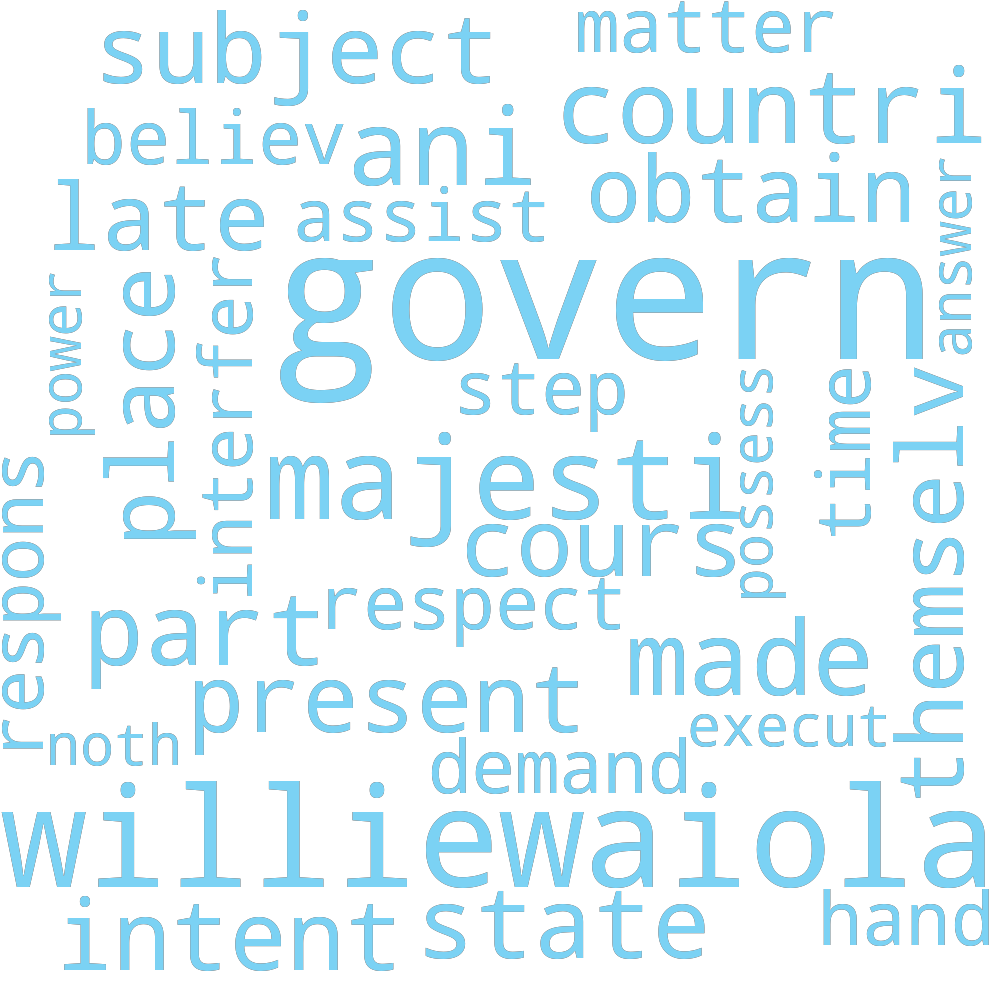 subject
matter
countri
believ
ani
i
obtain
answer
late
assist
govern
power
place
interfer
step
possess
time
themselv
majesti
cours
respons
respect
part
made
present
execut
noth
demand
williewaiola
intent
state
hand